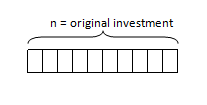 n = original investment